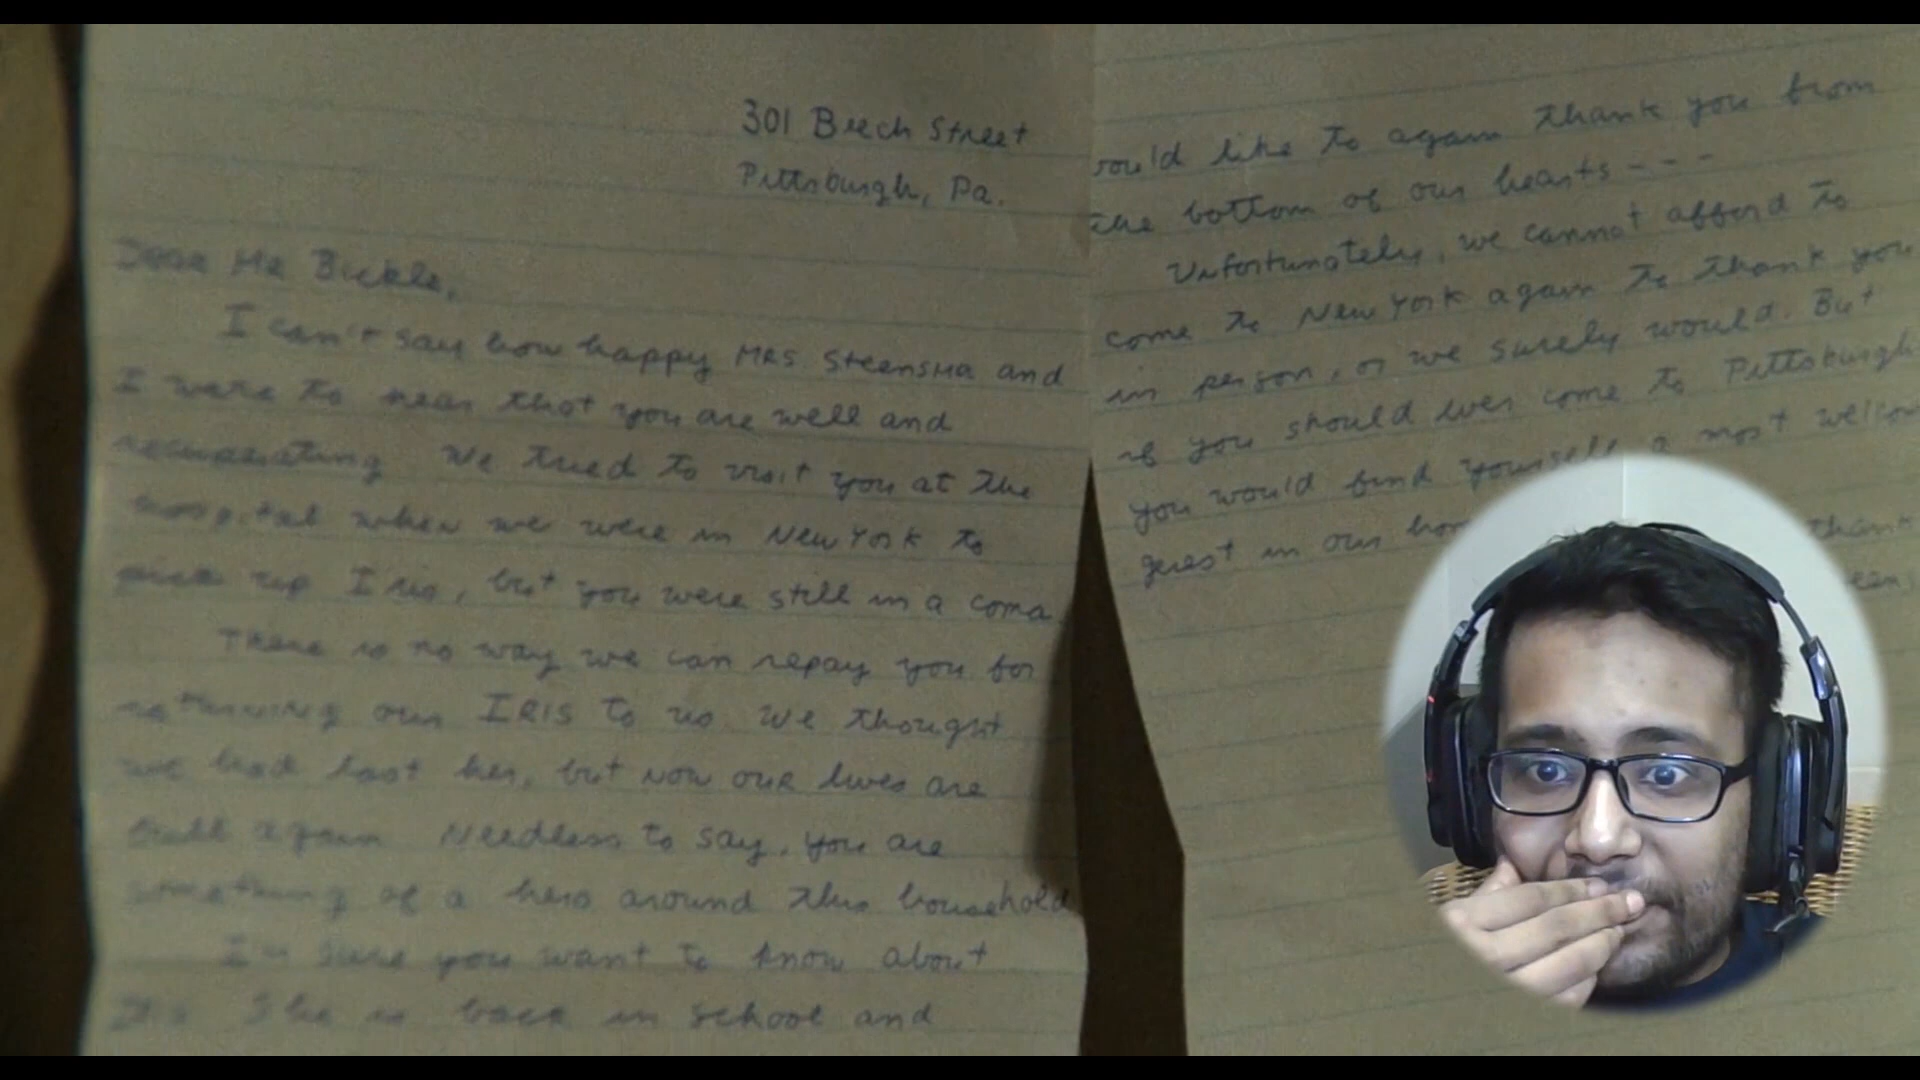 301 Beech Street
Pittsburgh, Pa.
Dear Mr Bickle,
I can't say how happy MRS Steensma and
I were to hear that you are well and
recuperating We tried to visit you at the
hospital when we were in New York to
pick up Iris, but you were still in a coma
There is no way we can repay you for
returning our IRIS to us We thought
we had lost her, but now our lives are
full again Needless to say, you are
something of a hero around this household
I'm sure you want to know about
Iris She is back in school and
would like to again thank you from
the bottom of our hearts - - -
Unfortunately, we cannot afford to
come to New York again to thank you
in person, or we surely would. But
if you should ever come to Pittsburgh
you would find yourself a most
guest in our